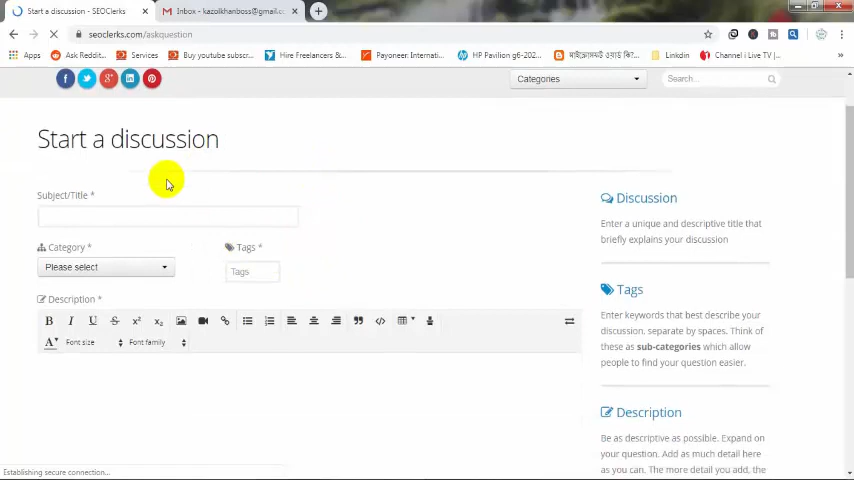 Start a discussion - SEOClerks
Inbox - kazolkhanboss@gmail.cc
seoclerks.com/askquestion
Apps
Ask Reddit...
Services
Buy youtube subscr...
Hire Freelancers &...
Payoneer: Internati...
HP Pavilion g6-202...
মাইক্রোসফট ওয়ার্ড কি?...
Linkdin
Channel i Live TV |...
Categories
Search...
Start a discussion
Subject/Title *
Category *
Tags *
Please select
Tags
Description *
Font size
Font family
Discussion
Enter a unique and descriptive title that
briefly explains your discussion
Tags
Enter keywords that best describe your
discussion, separate by spaces. Think of
these as sub-categories which allow
people to find your question easier.
Description
Be as descriptive as possible. Expand on
your question. Add as much detail here
as you can. The more detail you add, the
Establishing secure connection...